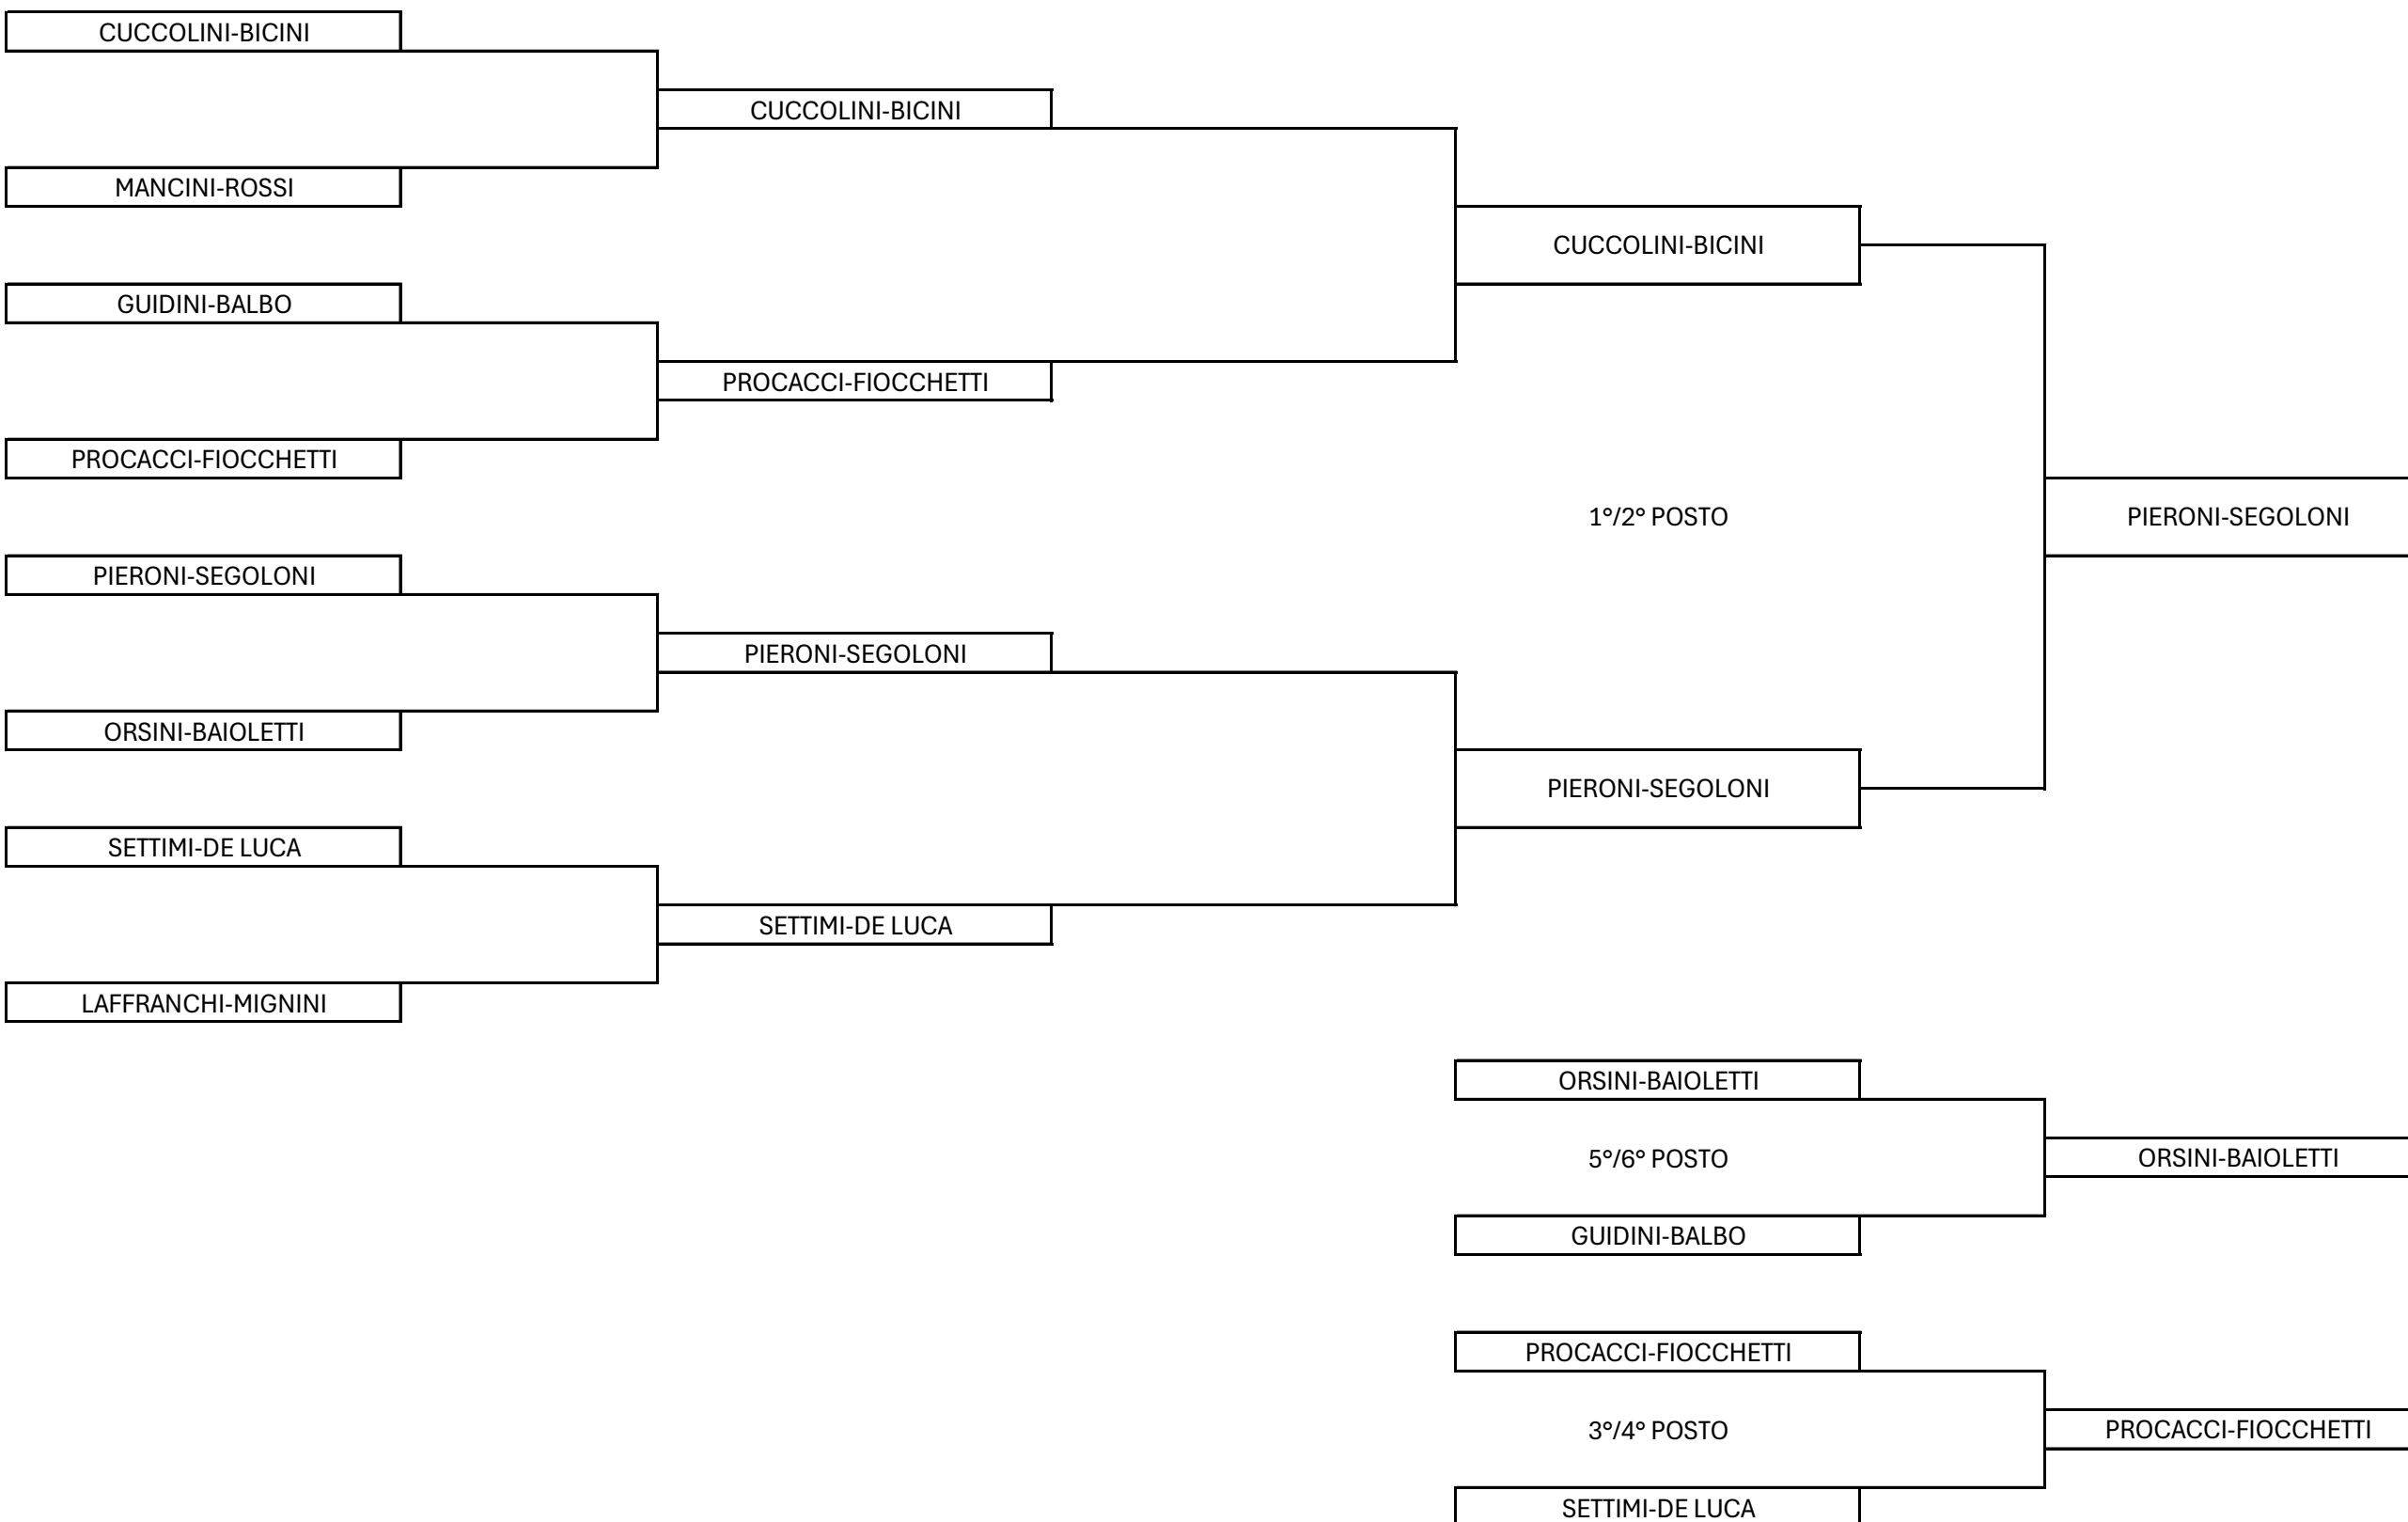 CUCCOLINI-BICINI
CUCCOLINI-BICINI
MANCINI-ROSSI
CUCCOLINI-BICINI
GUIDINI-BALBO
PROCACCI-FIOCCHETTI
PROCACCI-FIOCCHETTI
1°/2° POSTO
PIERONI-SEGOLONI
PIERONI-SEGOLONI
PIERONI-SEGOLONI
ORSINI-BAIOLETTI
PIERONI-SEGOLONI
SETTIMI-DE LUCA
SETTIMI-DE LUCA
LAFFRANCHI-MIGNINI
ORSINI-BAIOLETTI
5°/6° POSTO
ORSINI-BAIOLETTI
GUIDINI-BALBO
PROCACCI-FIOCCHETTI
3°/4° POSTO
PROCACCI-FIOCCHETTI
SETTIMI-DE LUCA